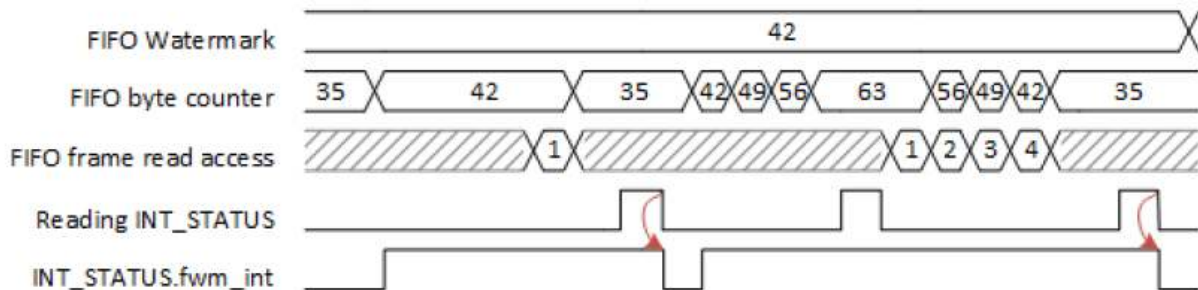 FIFO Watermark 42
FIFO byte counter 35 42 35 42 49 56 63 56 49 42 35
FIFO frame read access 1 1 2 3 4
Reading INT_STATUS
INT_STATUS.fwm_int